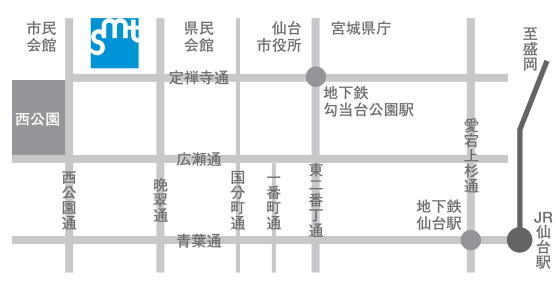 市民
会館
smt
県民
会館
仙台
市役所
宮城県庁
至
盛
岡
定禅寺通
地下鉄
勾当台公園駅
西公園
愛宕上杉通
広瀬通
西公園通
晩翠通
国分町通
一番町通
東二番丁通
地下鉄
仙台駅
JR
仙
台
駅
青葉通